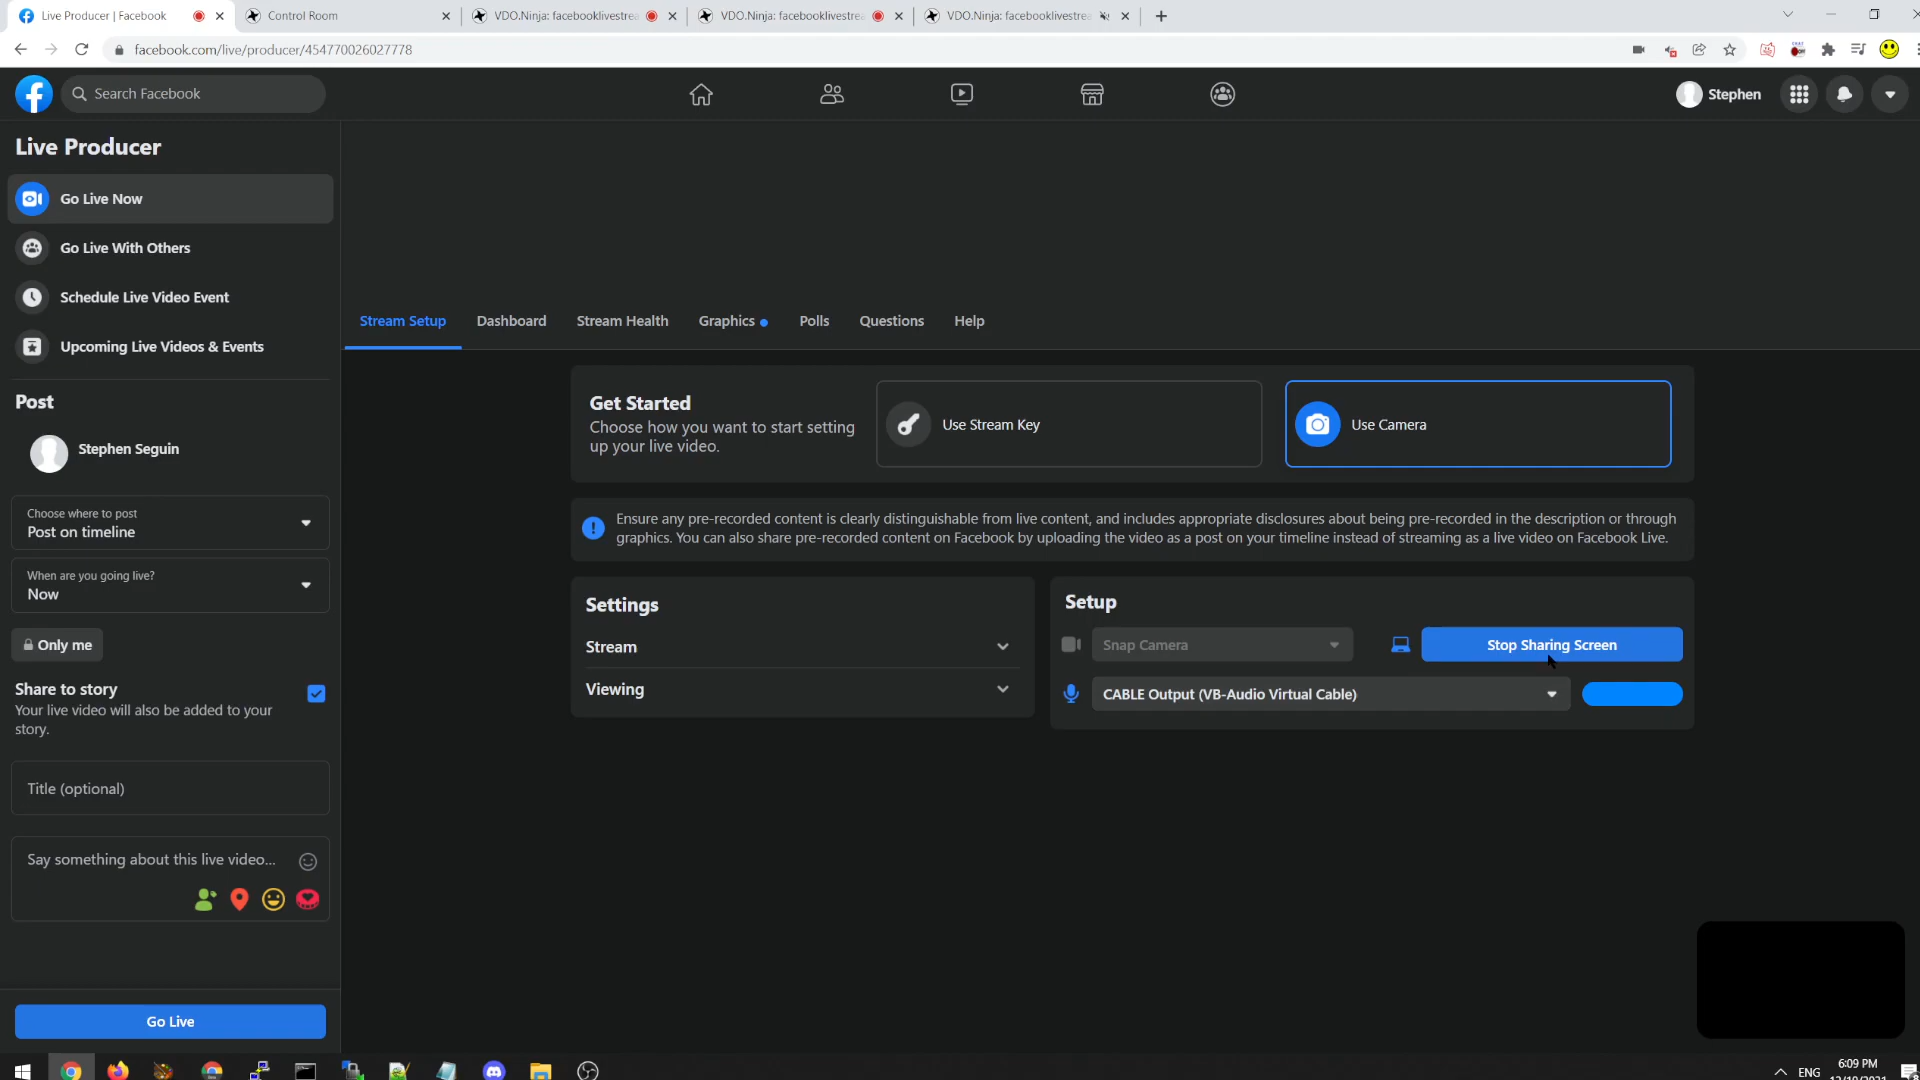 Live Producer | Facebook
Control Room
VDO.Ninja: facebooklivestrea
VDO.Ninja: facebooklivestrea
VDO.Ninja: facebooklivestrea
facebook.com/live/producer/454770026027778
Search Facebook
Stephen
Live Producer
Go Live Now
Go Live With Others
Schedule Live Video Event
Upcoming Live Videos & Events
Post
Stephen Seguin
Choose where to post
Post on timeline
When are you going live?
Now
Only me
Share to story
Your live video will also be added to your
story.
Title (optional)
Say something about this live video...
Go Live
Stream Setup
Dashboard
Stream Health
Graphics
Polls
Questions
Help
Get Started
Choose how you want to start setting
up your live video.
Use Stream Key
Use Camera
Ensure any pre-recorded content is clearly distinguishable from live content, and includes appropriate disclosures about being pre-recorded in the description or through
graphics. You can also share pre-recorded content on Facebook by uploading the video as a post on your timeline instead of streaming as a live video on Facebook Live.
Settings
Stream
Viewing
Setup
Snap Camera
Stop Sharing Screen
CABLE Output (VB-Audio Virtual Cable)
ENG
6:09 PM